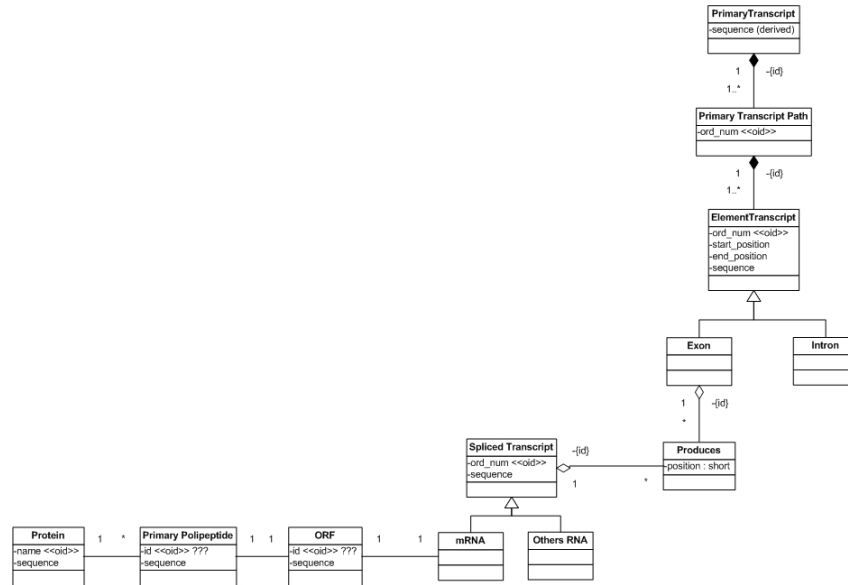 PrimaryTranscript
-sequence (derived)
1 -{id}
1..*
Primary Transcript Path
-ord_num <<oid>>
1 -{id}
1..*
ElementTranscript
-ord_num <<oid>>
-start_position
-end_position
-sequence
Exon
Intron
1 -{id}
*
Produces
-position : short
Spliced Transcript
-ord_num <<oid>>
-sequence
-{id}
1 *
mRNA
Others RNA
Protein
-name <<oid>>
-sequence
1 *
Primary Polipeptide
-id <<oid>> ???
-sequence
1 1
ORF
-id <<oid>> ???
-sequence
1 1